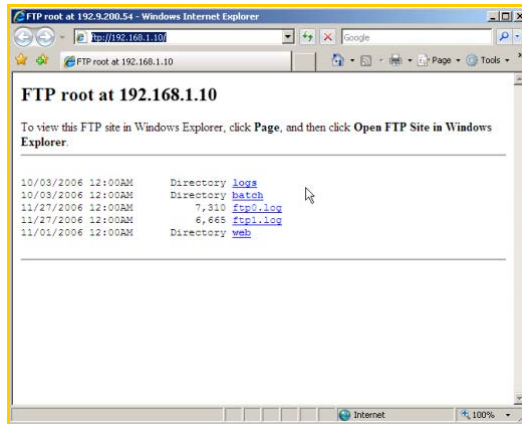 FTP root at 192.9.200.54 - Windows Internet Explorer
ftp://192.168.1.10/
Google
FTP root at 192.168.1.10
Page
Tools
FTP root at 192.168.1.10
To view this FTP site in Windows Explorer, click Page, and then click Open FTP Site in Windows
Explorer.
10/03/2006 12:00AM Directory logs
10/03/2006 12:00AM Directory batch
11/27/2006 12:00AM 7,310 ftp0.log
11/27/2006 12:00AM 6,665 ftp1.log
11/01/2006 12:00AM Directory web
Internet
100%